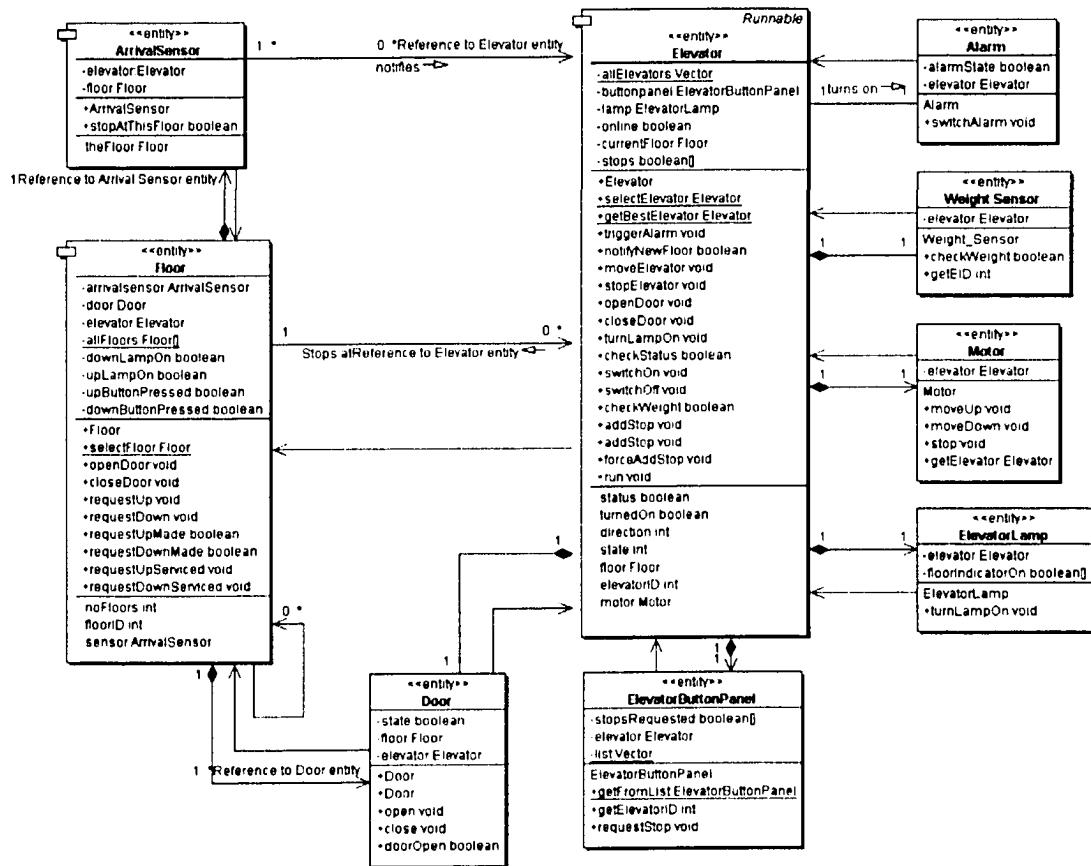 <<entity>>
ArrivalSensor
-elevator:Elevator
-floor Floor
+ArrivalSensor
+stopAtThisFloor boolean
theFloor Floor
1 *
0 *Reference to Elevator entity
notifies
Runnable
<<entity>>
Elevator
-allElevators Vector
-buttonpanel ElevatorButtonPanel
-lamp ElevatorLamp
-online boolean
-currentFloor Floor
-stops boolean[]
+Elevator
+selectElevator Elevator
+getBestElevator Elevator
+triggerAlarm void
+notifyNewFloor boolean
+moveElevator void
+stopElevator void
+openDoor void
+closeDoor void
+turnLampOn void
+checkStatus boolean
+switchOn void
+switchOff void
+checkWeight boolean
+addStop void
+addStop void
+forceAddStop void
+run void
status boolean
turnedOn boolean
direction int
state int
floor Floor
elevatorID int
motor Motor
<<entity>>
Alarm
-alarmState boolean
-elevator Elevator
Alarm
+switchAlarm void
1turns on 1
<<entity>>
Weight Sensor
-elevator Elevator
Weight_Sensor
+checkWeight boolean
+getEID int
1 1
<<entity>>
Motor
-elevator Elevator
Motor
+moveUp void
+moveDown void
+stop void
+getElevator Elevator
1 1
<<entity>>
ElevatorLamp
-elevator Elevator
-floorIndicatorOn boolean[]
ElevatorLamp
+turnLampOn void
1 1
1Reference to Arrival Sensor entity
<<entity>>
Floor
-arrivalsensor ArrivalSensor
-door Door
-elevator Elevator
-allFloors Floor[]
-downLampOn boolean
-upLampOn boolean
-upButtonPressed boolean
-downButtonPressed boolean
+Floor
+selectFloor Floor
+openDoor void
+closeDoor void
+requestUp void
+requestDown void
+requestUpMade boolean
+requestDownMade boolean
+requestUpServiced void
+requestDownServiced void
noFloors int
floorID int
sensor ArrivalSensor
1
0 *
Stops atReference to Elevator entity
0 *
1
1
1
1 *Reference to Door entity
<<entity>>
Door
-state boolean
-floor Floor
-elevator Elevator
+Door
+Door
+open void
+close void
+doorOpen boolean
1
1
<<entity>>
ElevatorButtonPanel
-stopsRequested boolean[]
-elevator Elevator
-list Vector
ElevatorButtonPanel
+getFromList ElevatorButtonPanel
+getElevatorID int
+requestStop void